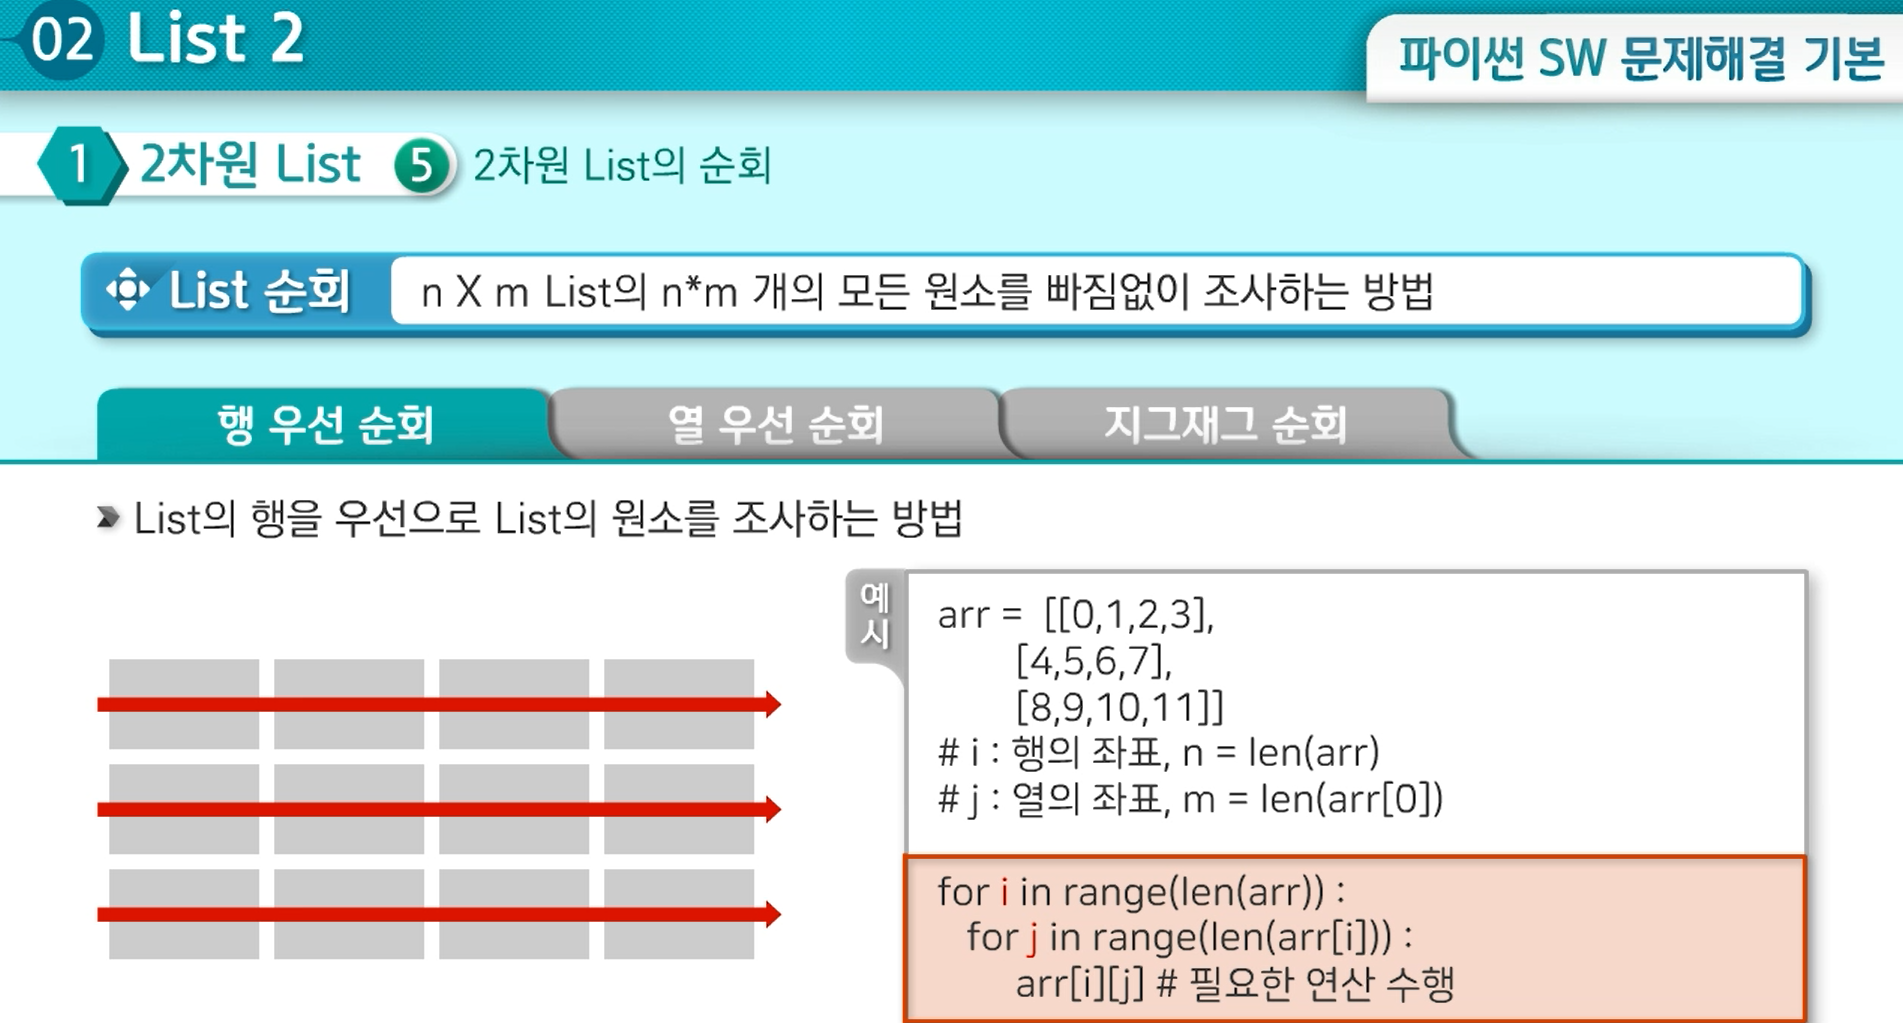 02 List 2
파이썬 SW 문제해결 기본
1 2차원 List 5 2차원 List의 순회
List 순회 n X m List의 n*m 개의 모든 원소를 빠짐없이 조사하는 방법
행 우선 순회 열 우선 순회 지그재그 순회
List의 행을 우선으로 List의 원소를 조사하는 방법
예시
arr = [[0,1,2,3],
[4,5,6,7],
[8,9,10,11]]
# i : 행의 좌표, n = len(arr)
# j : 열의 좌표, m = len(arr[0])
for i in range(len(arr)) :
for j in range(len(arr[i])) :
arr[i][j] # 필요한 연산 수행